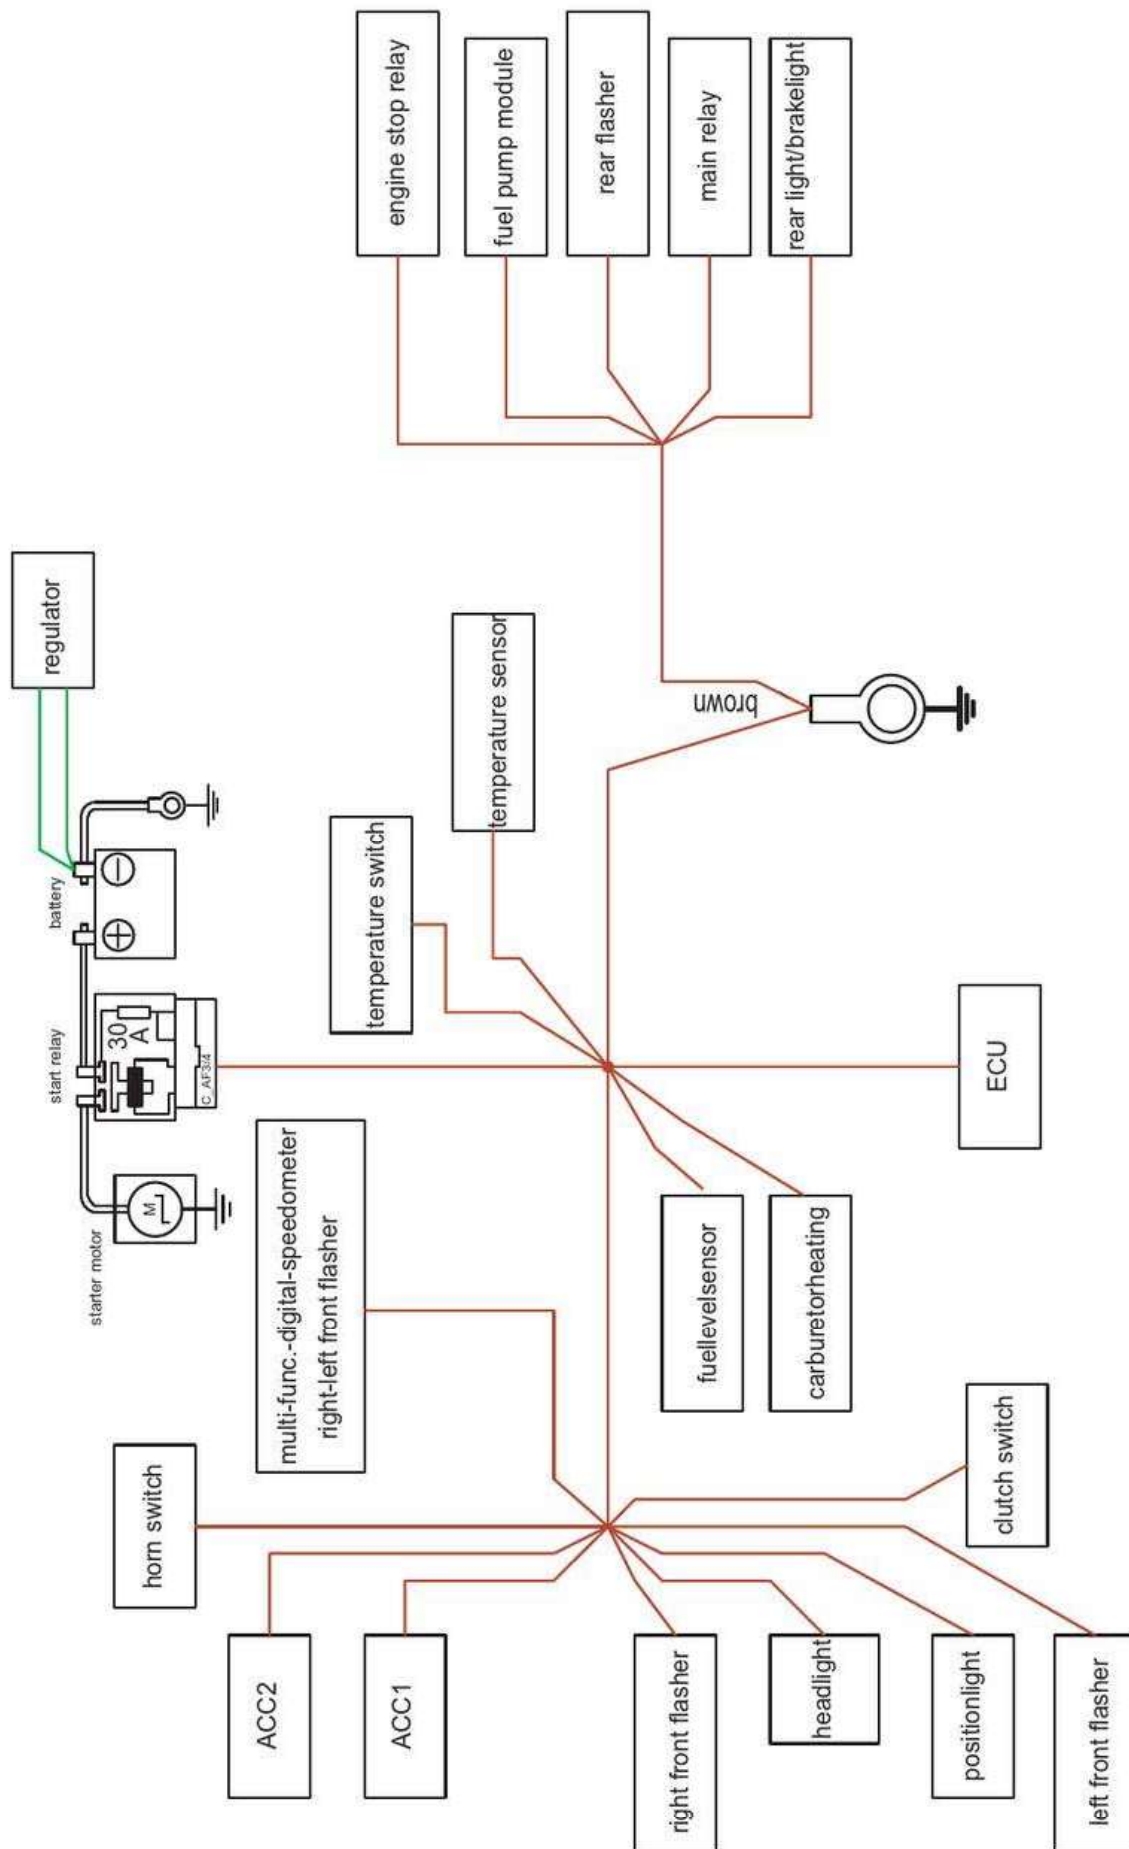 engine stop relay
fuel pump module
rear flasher
main relay
rear light/brakelight
regulator
temperature sensor
brown
battery
temperature switch
start relay
30
A
C_AF3/4
ECU
starter motor
M
multi-func.-digital-speedometer
right-left front flasher
fuellevelsensor
carburetorheating
horn switch
clutch switch
ACC2
ACC1
right front flasher
headlight
positionlight
left front flasher